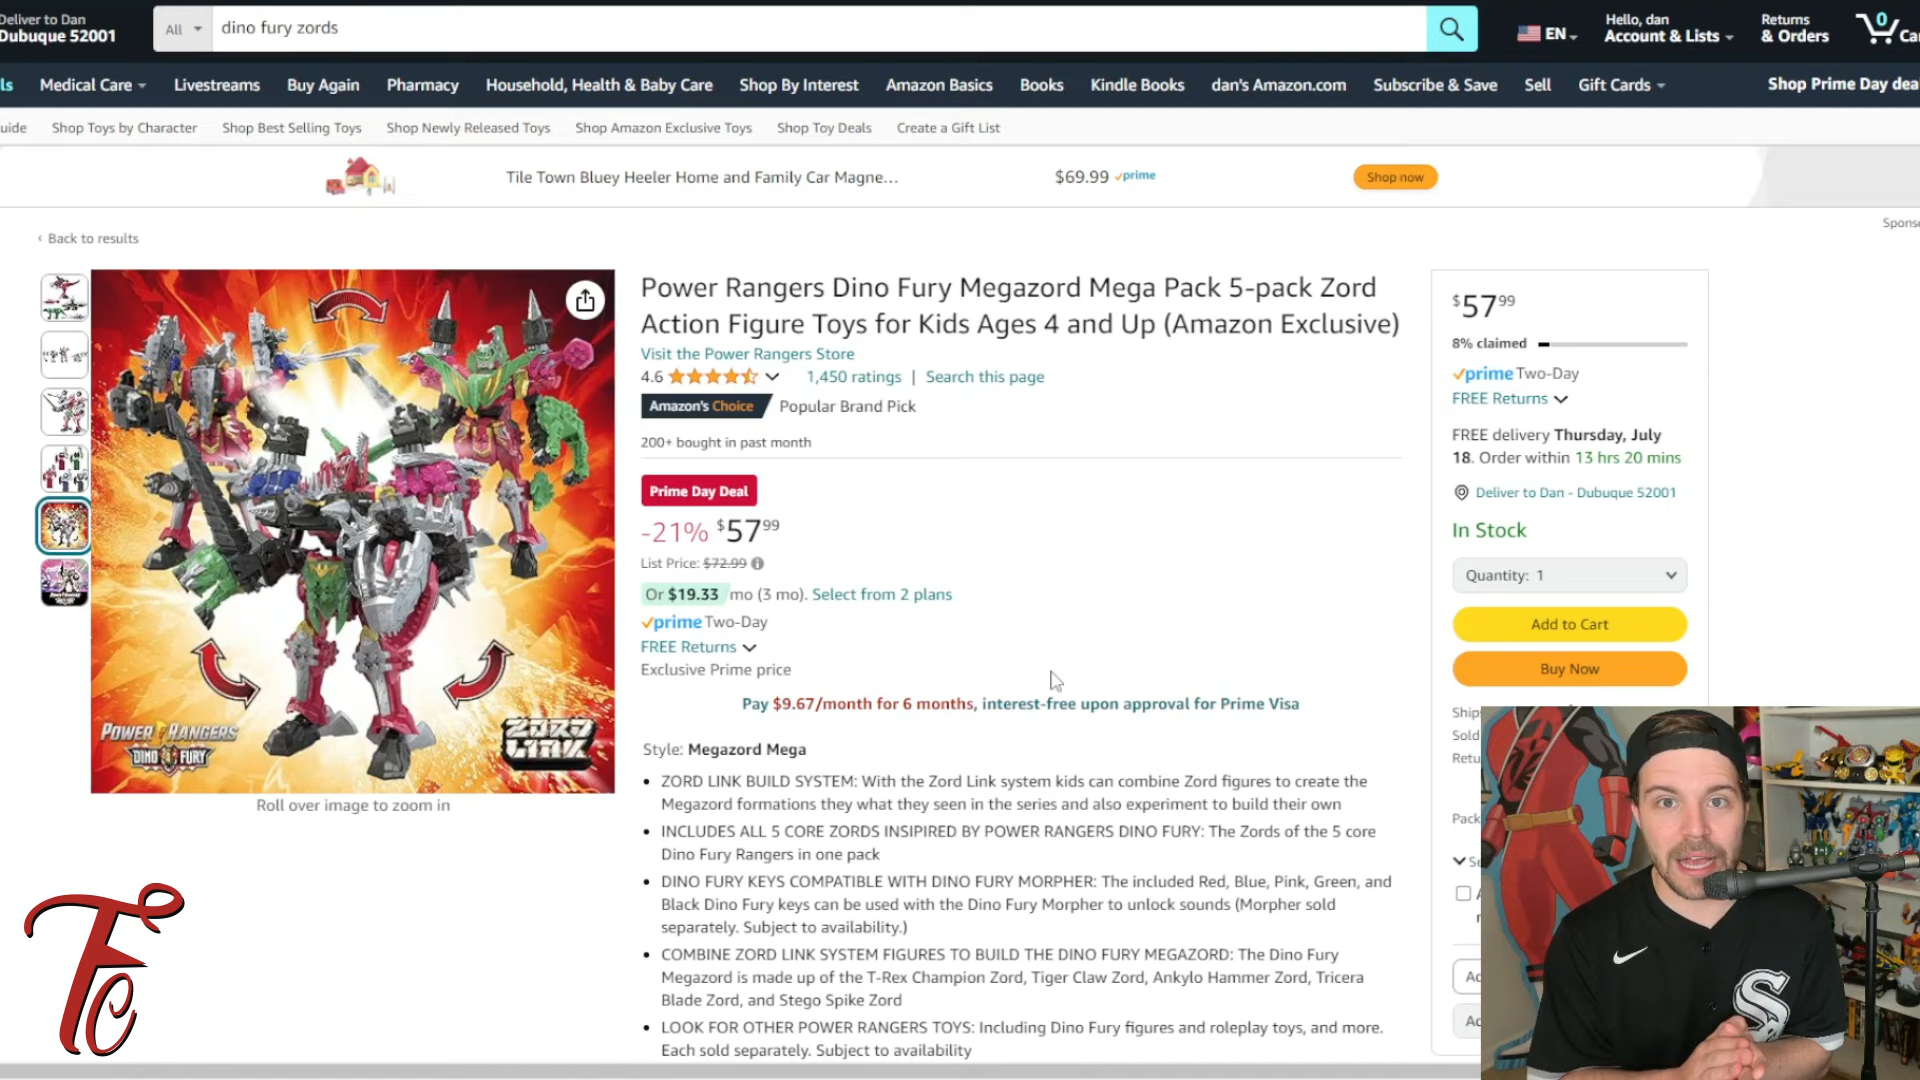 Deliver to Dan
Dubuque 52001
All
dino fury zords
EN
Hello, dan
Account & Lists
Returns
& Orders
0
ls
Medical Care
Livestreams
Buy Again
Pharmacy
Household, Health & Baby Care
Shop By Interest
Amazon Basics
Books
Kindle Books
dan's Amazon.com
Subscribe & Save
Sell
Gift Cards
Shop Prime Day dea
uide
Shop Toys by Character
Shop Best Selling Toys
Shop Newly Released Toys
Shop Amazon Exclusive Toys
Shop Toy Deals
Create a Gift List
Tile Town Bluey Heeler Home and Family Car Magne…
$69.99 prime
Shop now
Spons
‹ Back to results
POWER RANGERS
DINO FURY
ZORD
LINK
Roll over image to zoom in
Power Rangers Dino Fury Megazord Mega Pack 5-pack Zord
Action Figure Toys for Kids Ages 4 and Up (Amazon Exclusive)
Visit the Power Rangers Store
4.6
1,450 ratings | Search this page
Amazon's Choice Popular Brand Pick
200+ bought in past month
Prime Day Deal
-21% $57 99
List Price: $72.99
Or $19.33 mo (3 mo). Select from 2 plans
prime Two-Day
FREE Returns
Exclusive Prime price
Pay $9.67/month for 6 months, interest-free upon approval for Prime Visa
Style: Megazord Mega
• ZORD LINK BUILD SYSTEM: With the Zord Link system kids can combine Zord figures to create the
Megazord formations they what they seen in the series and also experiment to build their own
• INCLUDES ALL 5 CORE ZORDS INSIPIRED BY POWER RANGERS DINO FURY: The Zords of the 5 core
Dino Fury Rangers in one pack
• DINO FURY KEYS COMPATIBLE WITH DINO FURY MORPHER: The included Red, Blue, Pink, Green, and
Black Dino Fury keys can be used with the Dino Fury Morpher to unlock sounds (Morpher sold
separately. Subject to availability.)
• COMBINE ZORD LINK SYSTEM FIGURES TO BUILD THE DINO FURY MEGAZORD: The Dino Fury
Megazord is made up of the T-Rex Champion Zord, Tiger Claw Zord, Ankylo Hammer Zord, Tricera
Blade Zord, and Stego Spike Zord
• LOOK FOR OTHER POWER RANGERS TOYS: Including Dino Fury figures and roleplay toys, and more.
Each sold separately. Subject to availability
$57 99
8% claimed
prime Two-Day
FREE Returns
FREE delivery Thursday, July
18. Order within 13 hrs 20 mins
Deliver to Dan - Dubuque 52001
In Stock
Quantity: 1
Add to Cart
Buy Now
Ships
Sold
Retu
Pack
Se
Ac
Ad
TC
Sox